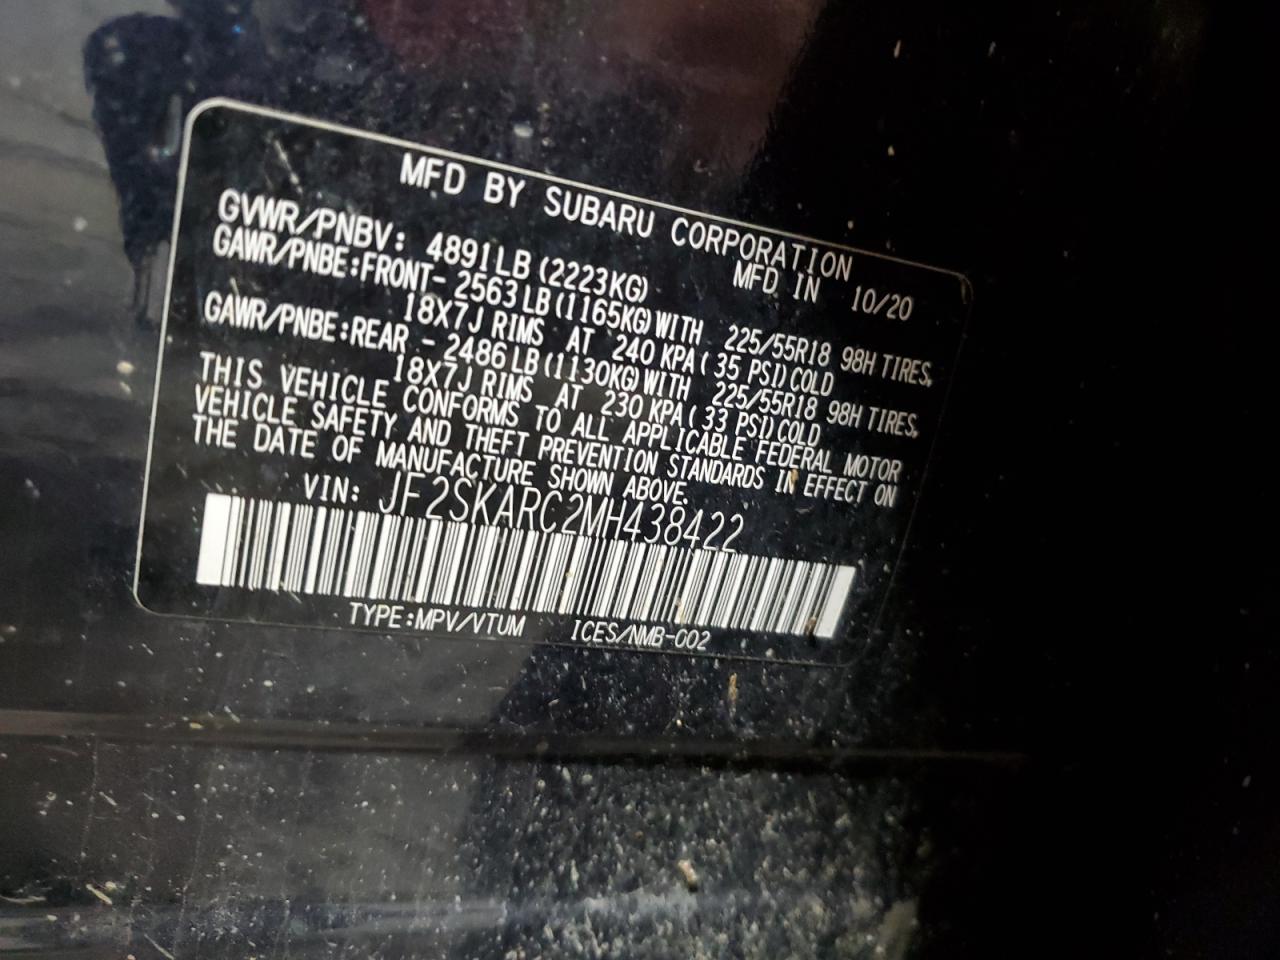 MFD BY SUBARU CORPORATION
MFD IN 10/20
GVWR/PNBV: 4891LB (2223KG)
GAWR/PNBE:FRONT- 2563LB(1165KG)WITH 225/55R18 98H TIRES,
18X7J RIMS AT 240 KPA( 35 PSI)COLD
GAWR/PNBE:REAR - 2486LB(1130KG)WITH 225/55R18 98H TIRES,
18X7J RIMS AT 230 KPA( 33 PSI)COLD
THIS VEHICLE CONFORMS TO ALL APPLICABLE FEDERAL MOTOR
VEHICLE SAFETY AND THEFT PREVENTION STANDARDS IN EFFECT ON
THE DATE OF MANUFACTURE SHOWN ABOVE.
VIN: JF2SKARC2MH438422
TYPE:MPV/VTUM ICES/NMB-002